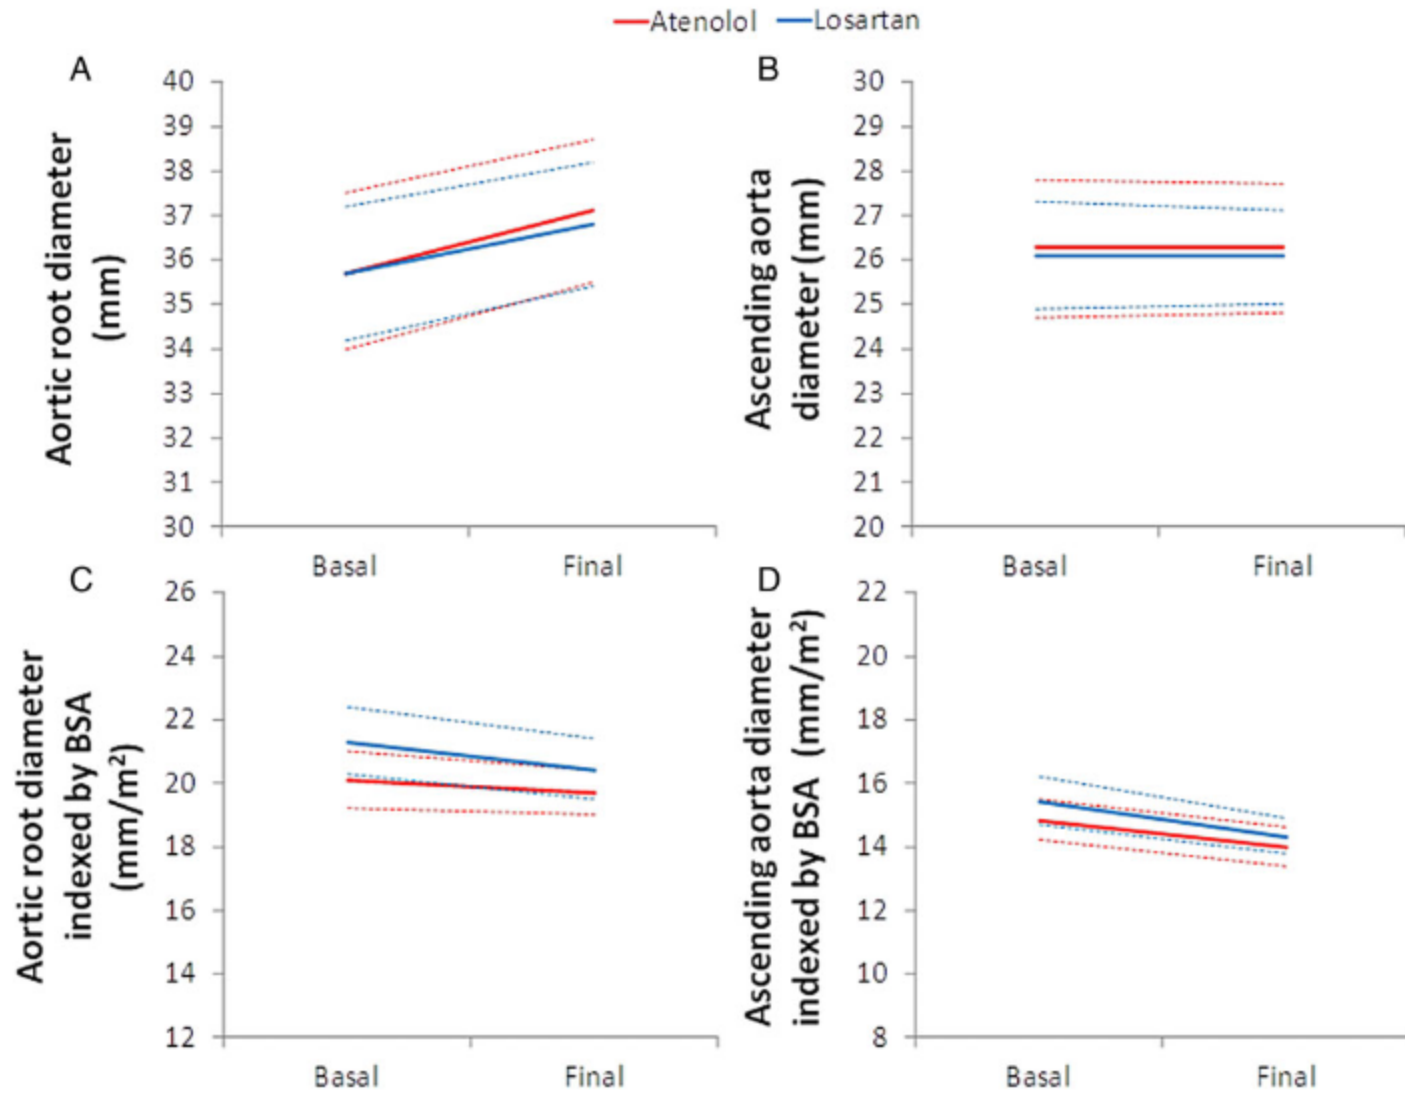 Atenolol Losartan
A
Aortic root diameter
(mm)
40
39
38
37
36
35
34
33
32
31
30
Basal Final
B
Ascending aorta
diameter (mm)
30
29
28
27
26
25
24
23
22
21
20
Basal Final
C
Aortic root diameter
indexed by BSA
(mm/m²)
26
24
22
20
18
16
14
12
Basal Final
D
Ascending aorta diameter
indexed by BSA (mm/m²)
22
20
18
16
14
12
10
8
Basal Final